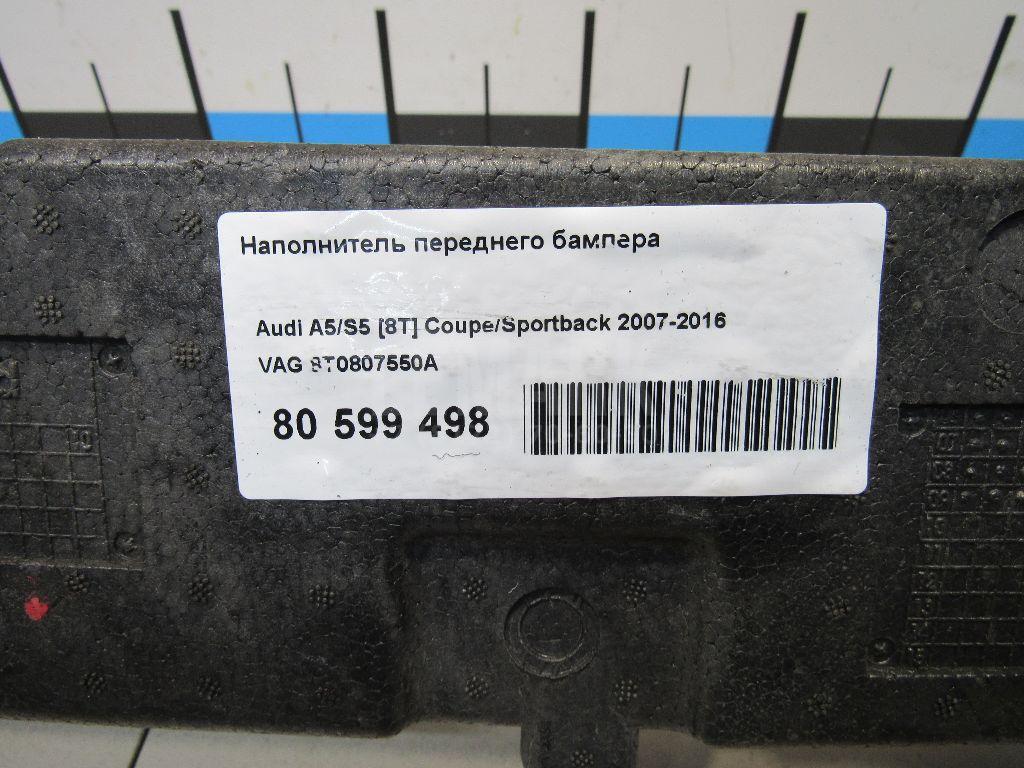 Наполнитель переднего бампера
Audi A5/S5 [8T] Coupe/Sportback 2007-2016
VAG 8T0807550A
80 599 498